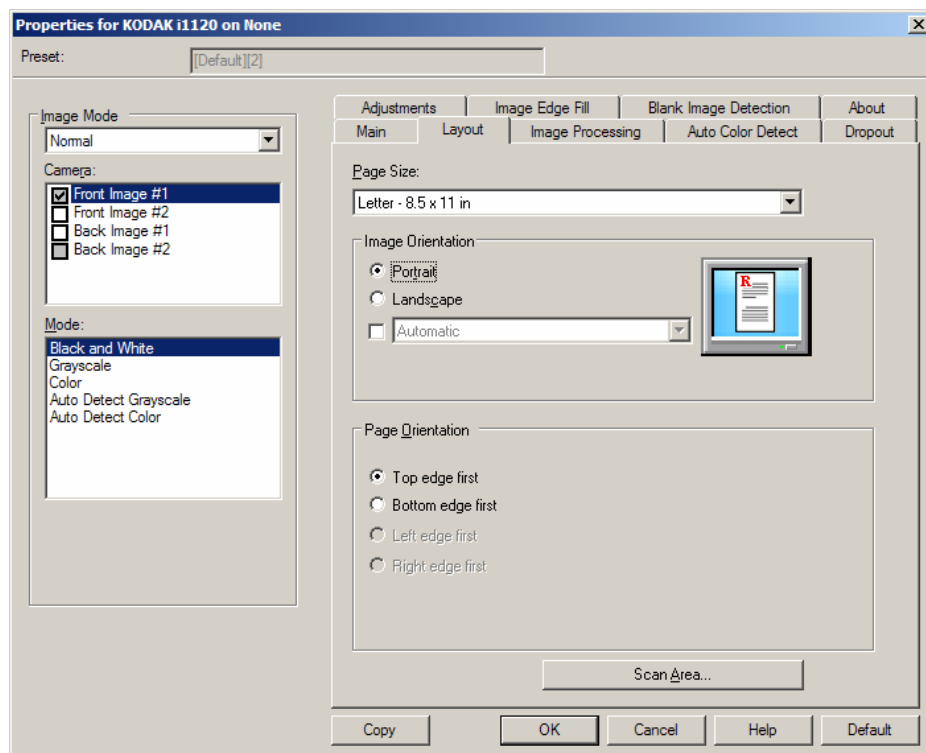 Properties for KODAK i1120 on None
Preset:
[Default][2]
Image Mode
Normal
Camera:
Front Image #1
Front Image #2
Back Image #1
Back Image #2
Mode:
Black and White
Grayscale
Color
Auto Detect Grayscale
Auto Detect Color
Adjustments
Image Edge Fill
Blank Image Detection
About
Main
Layout
Image Processing
Auto Color Detect
Dropout
Page Size:
Letter - 8.5 x 11 in
Image Orientation
Portrait
Landscape
Automatic
R
Page Orientation
Top edge first
Bottom edge first
Left edge first
Right edge first
Scan Area...
Copy
OK
Cancel
Help
Default